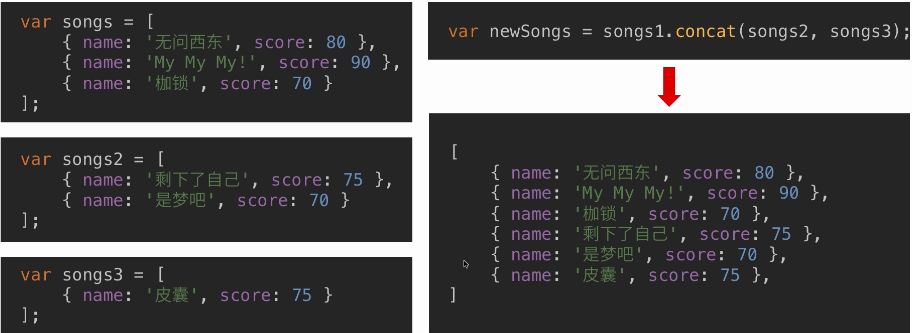 var songs = [
    { name: '无问西东', score: 80 },
    { name: 'My My My!', score: 90 },
    { name: '枷锁', score: 70 }
];
var songs2 = [
    { name: '剩下了自己', score: 75 },
    { name: '是梦吧', score: 70 }
];
var songs3 = [
    { name: '皮囊', score: 75 }
];
var newSongs = songs1.concat(songs2, songs3);
[
    { name: '无问西东', score: 80 },
    { name: 'My My My!', score: 90 },
    { name: '枷锁', score: 70 },
    { name: '剩下了自己', score: 75 },
    { name: '是梦吧', score: 70 },
    { name: '皮囊', score: 75 },
]